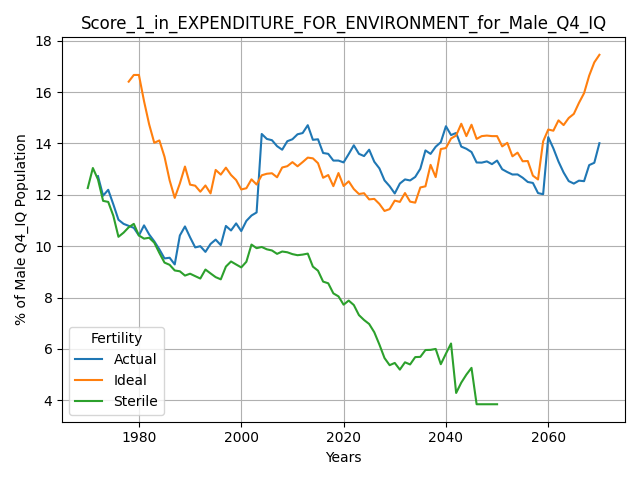 Score_1_in_EXPENDITURE_FOR_ENVIRONMENT_for_Male_Q4_IQ
% of Male Q4_IQ Population
18
16
14
12
10
8
6
4
Fertility
Actual
Ideal
Sterile
1980 2000 2020 2040 2060
Years